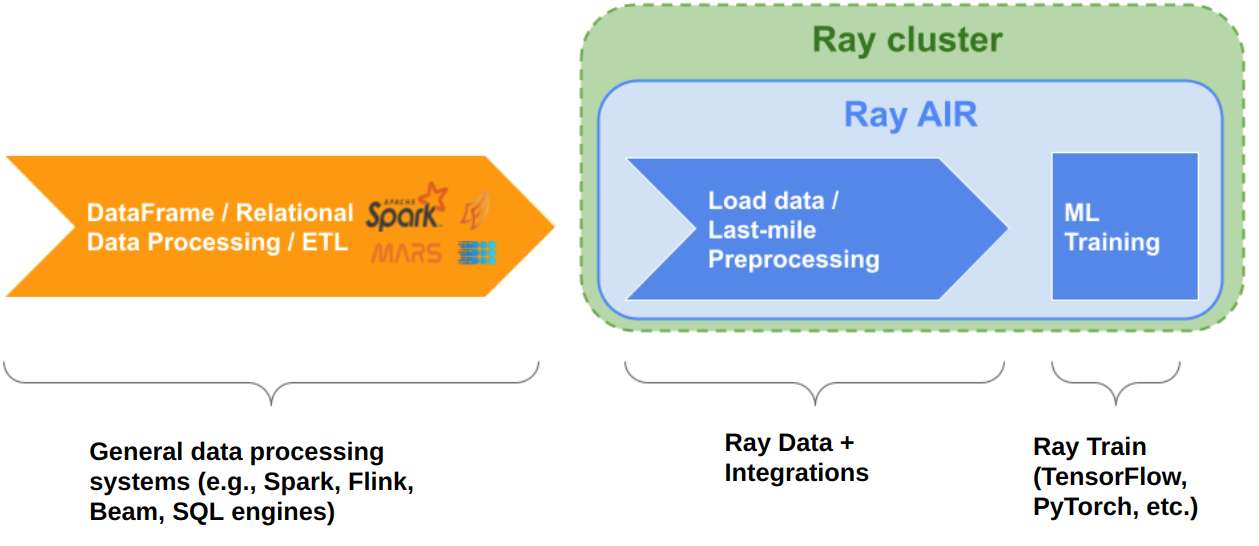 Ray cluster
Ray AIR
DataFrame / Relational
Data Processing / ETL
APACHE
Spark
MARS
Load data /
Last-mile
Preprocessing
ML
Training
General data processing
systems (e.g., Spark, Flink,
Beam, SQL engines)
Ray Data +
Integrations
Ray Train
(TensorFlow,
PyTorch, etc.)